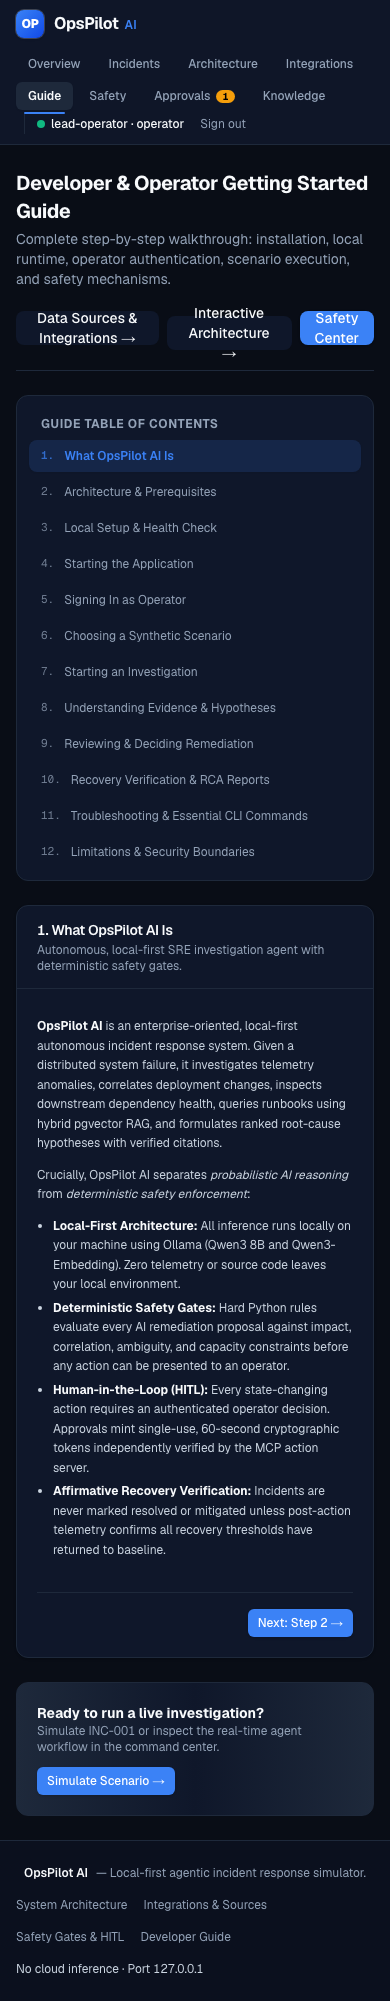 OP OpsPilot AI
Overview Incidents Architecture Integrations
Guide Safety Approvals 1 Knowledge
lead-operator · operator Sign out
Developer & Operator Getting Started
Guide
Complete step-by-step walkthrough: installation, local
runtime, operator authentication, scenario execution,
and safety mechanisms.
Data Sources &
Integrations →
Interactive
Architecture
→
Safety
Center
GUIDE TABLE OF CONTENTS
1. What OpsPilot AI Is
2. Architecture & Prerequisites
3. Local Setup & Health Check
4. Starting the Application
5. Signing In as Operator
6. Choosing a Synthetic Scenario
7. Starting an Investigation
8. Understanding Evidence & Hypotheses
9. Reviewing & Deciding Remediation
10. Recovery Verification & RCA Reports
11. Troubleshooting & Essential CLI Commands
12. Limitations & Security Boundaries
1. What OpsPilot AI Is
Autonomous, local-first SRE investigation agent with
deterministic safety gates.
OpsPilot AI is an enterprise-oriented, local-first
autonomous incident response system. Given a
distributed system failure, it investigates telemetry
anomalies, correlates deployment changes, inspects
downstream dependency health, queries runbooks using
hybrid pgvector RAG, and formulates ranked root-cause
hypotheses with verified citations.
Crucially, OpsPilot AI separates probabilistic AI reasoning
from deterministic safety enforcement:
• Local-First Architecture: All inference runs locally on
your machine using Ollama (Qwen3 8B and Qwen3-
Embedding). Zero telemetry or source code leaves
your local environment.
• Deterministic Safety Gates: Hard Python rules
evaluate every AI remediation proposal against impact,
correlation, ambiguity, and capacity constraints before
any action can be presented to an operator.
• Human-in-the-Loop (HITL): Every state-changing
action requires an authenticated operator decision.
Approvals mint single-use, 60-second cryptographic
tokens independently verified by the MCP action
server.
• Affirmative Recovery Verification: Incidents are
never marked resolved or mitigated unless post-action
telemetry confirms all recovery thresholds have
returned to baseline.
Next: Step 2 →
Ready to run a live investigation?
Simulate INC-001 or inspect the real-time agent
workflow in the command center.
Simulate Scenario →
OpsPilot AI — Local-first agentic incident response simulator.
System Architecture Integrations & Sources
Safety Gates & HITL Developer Guide
No cloud inference · Port 127.0.0.1